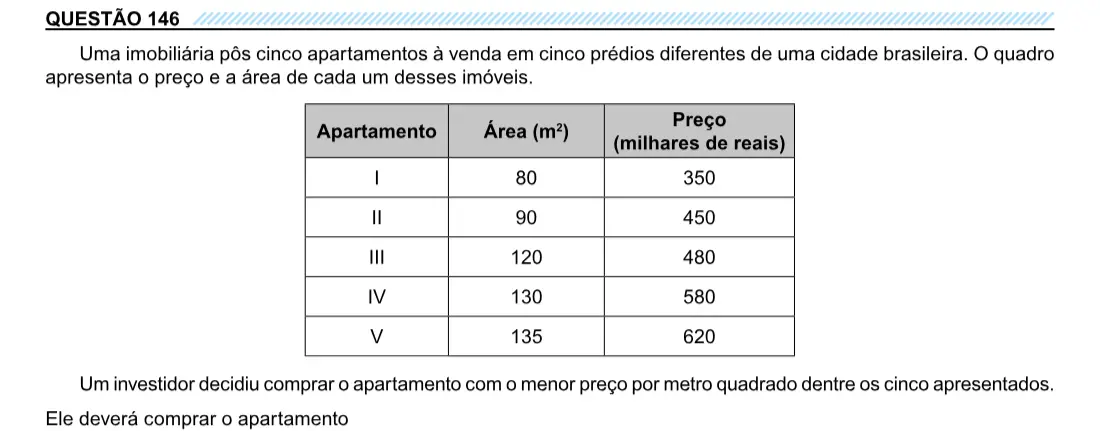 QUESTÃO 146
Uma imobiliária pôs cinco apartamentos à venda em cinco prédios diferentes de uma cidade brasileira. O quadro
apresenta o preço e a área de cada um desses imóveis.
Apartamento Área (m²) Preço (milhares de reais)
I 80 350
II 90 450
III 120 480
IV 130 580
V 135 620
Um investidor decidiu comprar o apartamento com o menor preço por metro quadrado dentre os cinco apresentados.
Ele deverá comprar o apartamento